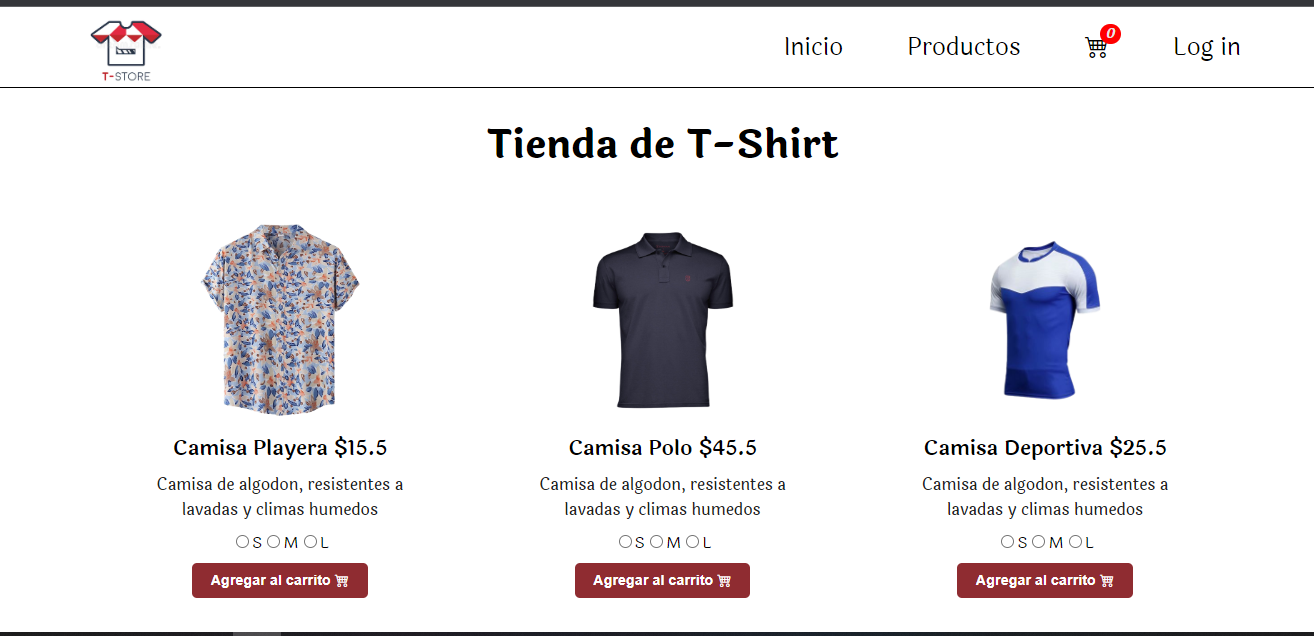 T-STORE
Inicio Productos 0 Log in
Tienda de T-Shirt
Camisa Playera $15.5
Camisa de algodon, resistentes a
lavadas y climas humedos
S M L
Agregar al carrito
Camisa Polo $45.5
Camisa de algodon, resistentes a
lavadas y climas humedos
S M L
Agregar al carrito
Camisa Deportiva $25.5
Camisa de algodon, resistentes a
lavadas y climas humedos
S M L
Agregar al carrito